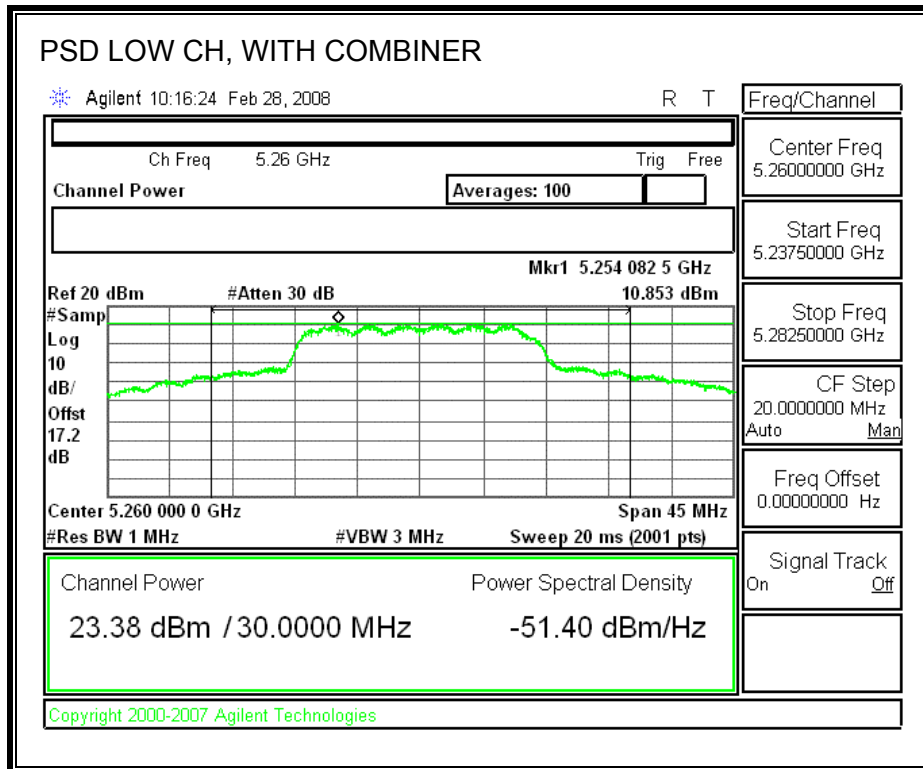 PSD LOW CH, WITH COMBINER
Agilent 10:16:24 Feb 28, 2008 R T
Freq/Channel
Ch Freq 5.26 GHz Trig Free
Channel Power Averages: 100
Mkr1 5.254 082 5 GHz
Ref 20 dBm #Atten 30 dB 10.853 dBm
#Samp
Log
10
dB/
Offst
17.2
dB
Center 5.260 000 0 GHz Span 45 MHz
#Res BW 1 MHz #VBW 3 MHz Sweep 20 ms (2001 pts)
Channel Power Power Spectral Density
23.38 dBm / 30.0000 MHz -51.40 dBm/Hz
Copyright 2000-2007 Agilent Technologies
Center Freq
5.26000000 GHz
Start Freq
5.23750000 GHz
Stop Freq
5.28250000 GHz
CF Step
20.0000000 MHz
Auto Man
Freq Offset
0.00000000 Hz
Signal Track
On Off